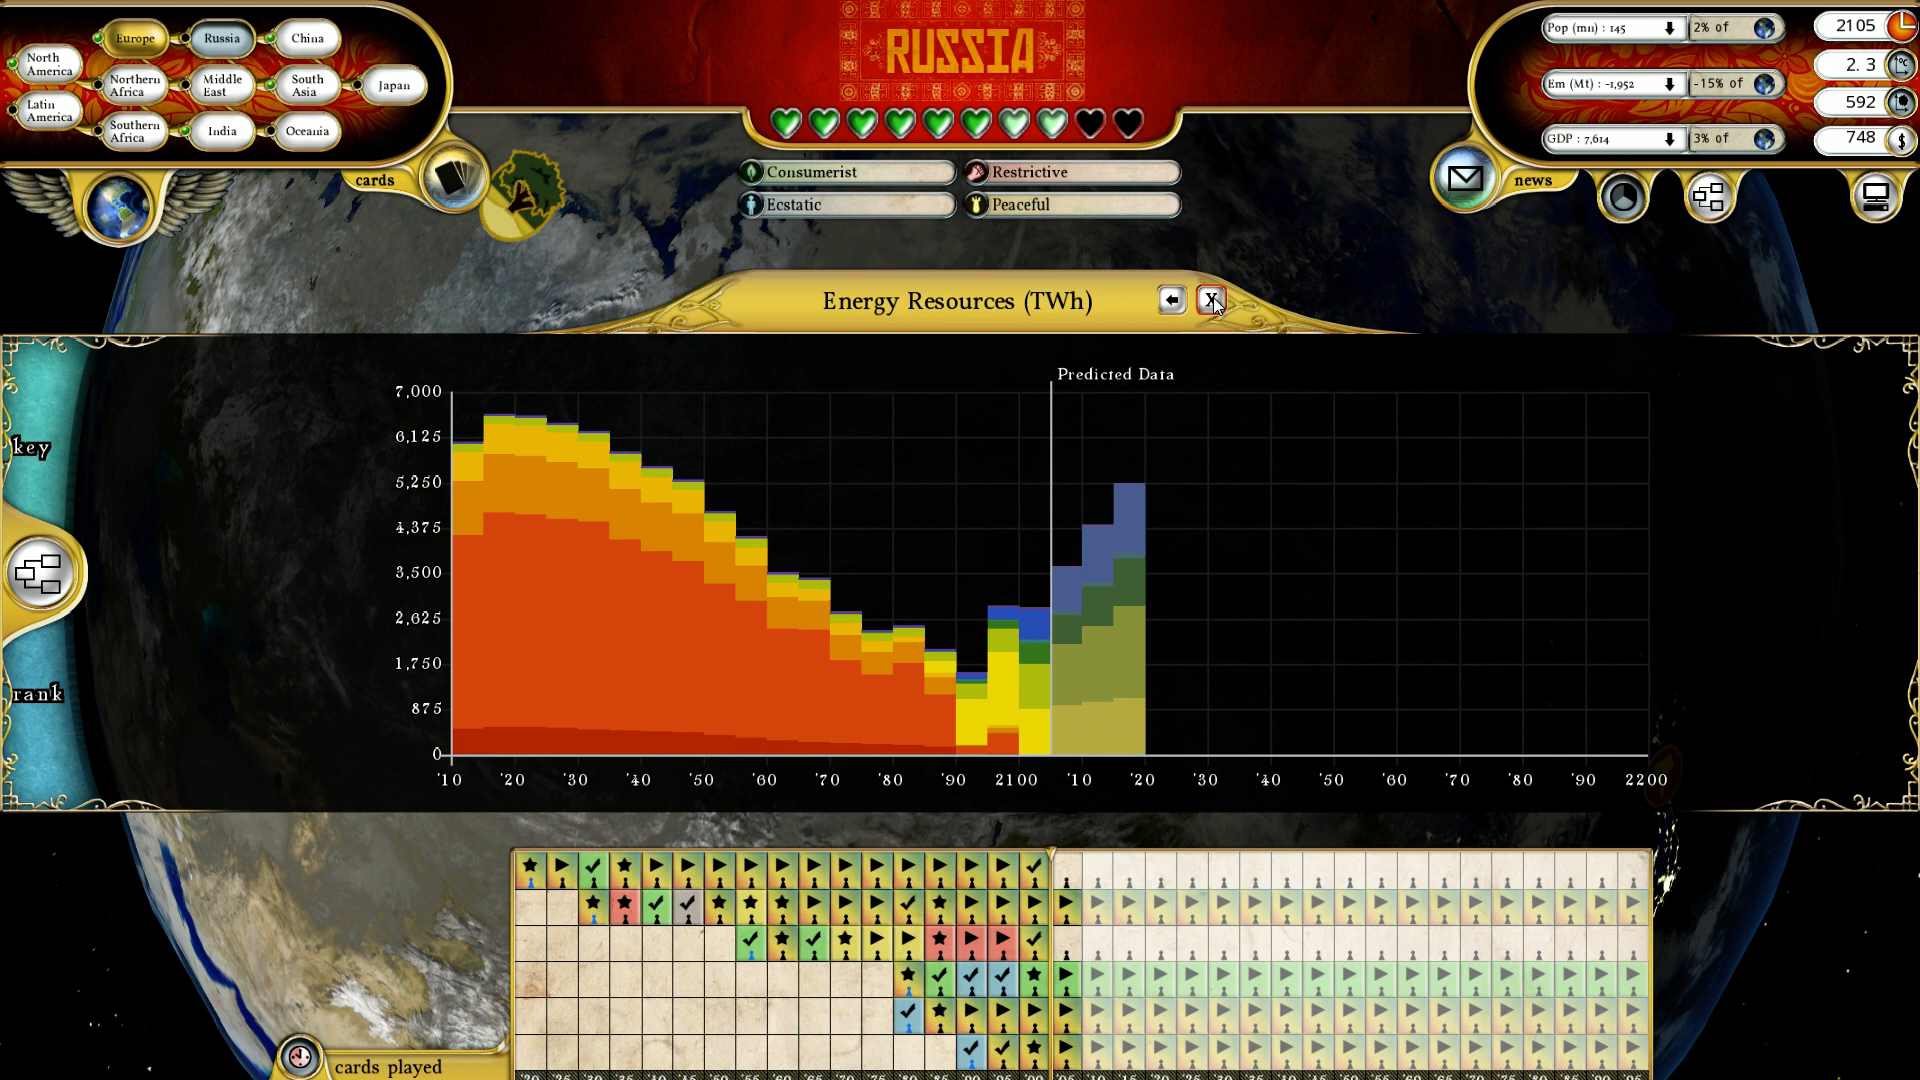 Europe
Russia
China
North America
Northern Africa
Middle East
South Asia
Japan
Latin America
Southern Africa
India
Oceania
cards
RUSSIA
Consumerist
Restrictive
Ecstatic
Peaceful
Pop (mn) : 145
2% of
2105
2. 3
Em (Mt) : -1,952
-15% of
592
GDP : 7,614
3% of
748
$
°C
news
Energy Resources (TWh)
X
key
rank
Predicted Data
7,000
6,125
5,250
4,375
3,500
2,625
1,750
875
0
'10 '20 '30 '40 '50 '60 '70 '80 '90 2100 '10 '20 '30 '40 '50 '60 '70 '80 '90 2200
cards played